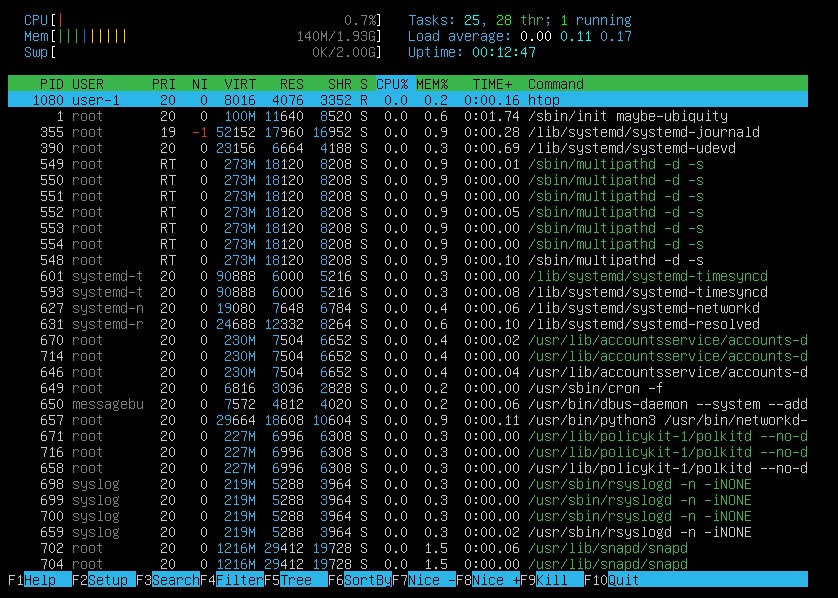 CPU[| 0.7%] Tasks: 25, 28 thr; 1 running
Mem[||||||||| 140M/1.93G] Load average: 0.00 0.11 0.17
Swp[ 0K/2.00G] Uptime: 00:12:47
PID USER PRI NI VIRT RES SHR S CPU% MEM% TIME+ Command
1080 user-1 20 0 8016 4076 3352 R 0.0 0.2 0:00.16 htop
1 root 20 0 100M 11640 8520 S 0.0 0.6 0:01.74 /sbin/init maybe-ubiquity
355 root 19 -1 52152 17960 16952 S 0.0 0.9 0:00.28 /lib/systemd/systemd-journald
390 root 20 0 23156 6664 4188 S 0.0 0.3 0:00.69 /lib/systemd/systemd-udevd
549 root RT 0 273M 18120 8208 S 0.0 0.9 0:00.01 /sbin/multipathd -d -s
550 root RT 0 273M 18120 8208 S 0.0 0.9 0:00.00 /sbin/multipathd -d -s
551 root RT 0 273M 18120 8208 S 0.0 0.9 0:00.00 /sbin/multipathd -d -s
552 root RT 0 273M 18120 8208 S 0.0 0.9 0:00.05 /sbin/multipathd -d -s
553 root RT 0 273M 18120 8208 S 0.0 0.9 0:00.00 /sbin/multipathd -d -s
554 root RT 0 273M 18120 8208 S 0.0 0.9 0:00.00 /sbin/multipathd -d -s
548 root RT 0 273M 18120 8208 S 0.0 0.9 0:00.10 /sbin/multipathd -d -s
601 systemd-t 20 0 90888 6000 5216 S 0.0 0.3 0:00.00 /lib/systemd/systemd-timesyncd
593 systemd-t 20 0 90888 6000 5216 S 0.0 0.3 0:00.08 /lib/systemd/systemd-timesyncd
627 systemd-n 20 0 19080 7648 6784 S 0.0 0.4 0:00.06 /lib/systemd/systemd-networkd
631 systemd-r 20 0 24688 12332 8264 S 0.0 0.6 0:00.10 /lib/systemd/systemd-resolved
670 root 20 0 230M 7504 6652 S 0.0 0.4 0:00.02 /usr/lib/accountsservice/accounts-d
714 root 20 0 230M 7504 6652 S 0.0 0.4 0:00.00 /usr/lib/accountsservice/accounts-d
646 root 20 0 230M 7504 6652 S 0.0 0.4 0:00.04 /usr/lib/accountsservice/accounts-d
649 root 20 0 6816 3036 2828 S 0.0 0.2 0:00.00 /usr/sbin/cron -f
650 messagebu 20 0 7572 4812 4020 S 0.0 0.2 0:00.06 /usr/bin/dbus-daemon --system --add
657 root 20 0 29664 18608 10604 S 0.0 0.9 0:00.11 /usr/bin/python3 /usr/bin/networkd-
671 root 20 0 227M 6996 6308 S 0.0 0.3 0:00.00 /usr/lib/policykit-1/polkitd --no-d
716 root 20 0 227M 6996 6308 S 0.0 0.3 0:00.00 /usr/lib/policykit-1/polkitd --no-d
658 root 20 0 227M 6996 6308 S 0.0 0.3 0:00.00 /usr/lib/policykit-1/polkitd --no-d
698 syslog 20 0 219M 5288 3964 S 0.0 0.3 0:00.00 /usr/sbin/rsyslogd -n -iNONE
699 syslog 20 0 219M 5288 3964 S 0.0 0.3 0:00.00 /usr/sbin/rsyslogd -n -iNONE
700 syslog 20 0 219M 5288 3964 S 0.0 0.3 0:00.00 /usr/sbin/rsyslogd -n -iNONE
659 syslog 20 0 219M 5288 3964 S 0.0 0.3 0:00.02 /usr/sbin/rsyslogd -n -iNONE
702 root 20 0 1216M 29412 19728 S 0.0 1.5 0:00.06 /usr/lib/snapd/snapd
704 root 20 0 1216M 29412 19728 S 0.0 1.5 0:00.00 /usr/lib/snapd/snapd
F1Help F2Setup F3SearchF4FilterF5Tree F6SortByF7Nice -F8Nice +F9Kill F10Quit